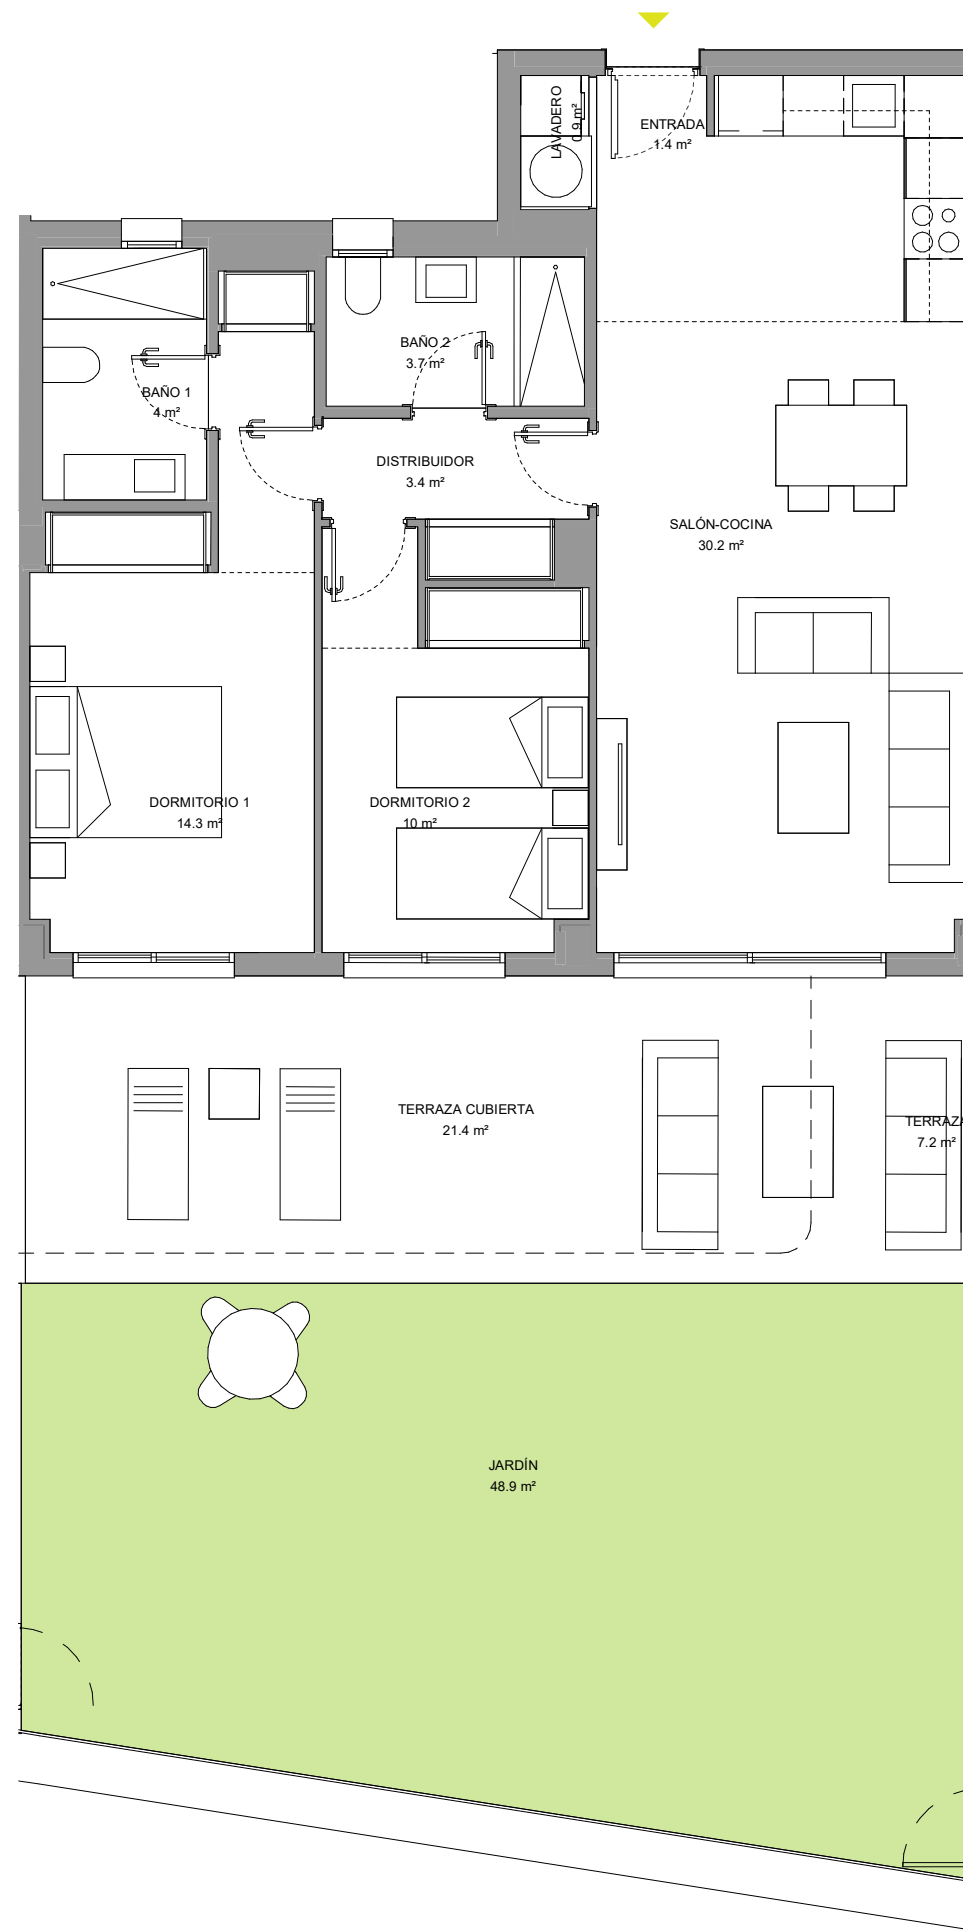 LAVADERO
0.9 m²
ENTRADA
1.4 m²
BAÑO 2
3.7 m²
BAÑO 1
4 m²
DISTRIBUIDOR
3.4 m²
SALÓN-COCINA
30.2 m²
DORMITORIO 1
14.3 m²
DORMITORIO 2
10 m²
TERRAZA CUBIERTA
21.4 m²
TERRAZA
7.2 m²
JARDÍN
48.9 m²